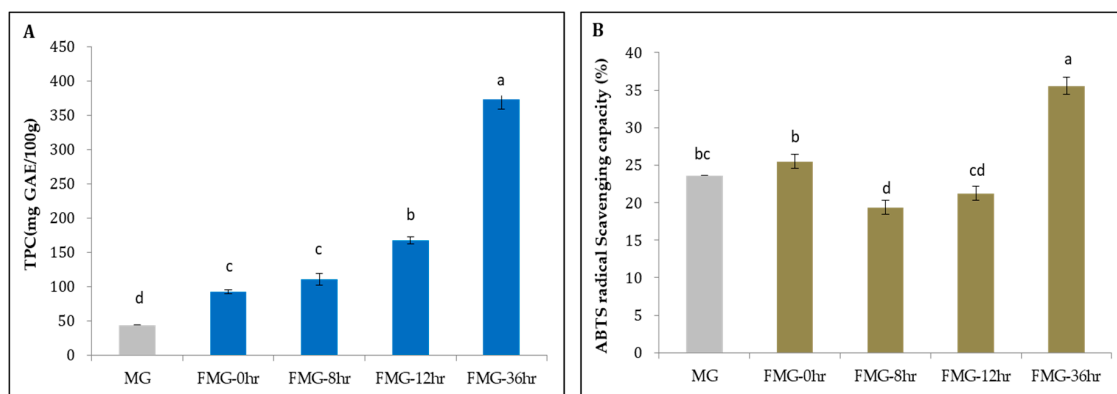 A
TPC(mg GAE/100g)
450
400
350
300
250
200
150
100
50
0
d
c
c
b
a
MG
FMG-0hr
FMG-8hr
FMG-12hr
FMG-36hr
B
ABTS radical Scavenging capacity (%)
40
35
30
25
20
15
10
5
0
bc
b
d
cd
a
MG
FMG-0hr
FMG-8hr
FMG-12hr
FMG-36hr